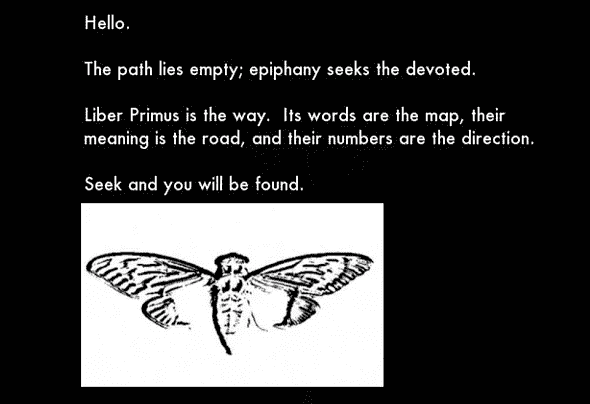 Hello.
The path lies empty; epiphany seeks the devoted.
Liber Primus is the way.  Its words are the map, their
meaning is the road, and their numbers are the direction.
Seek and you will be found.